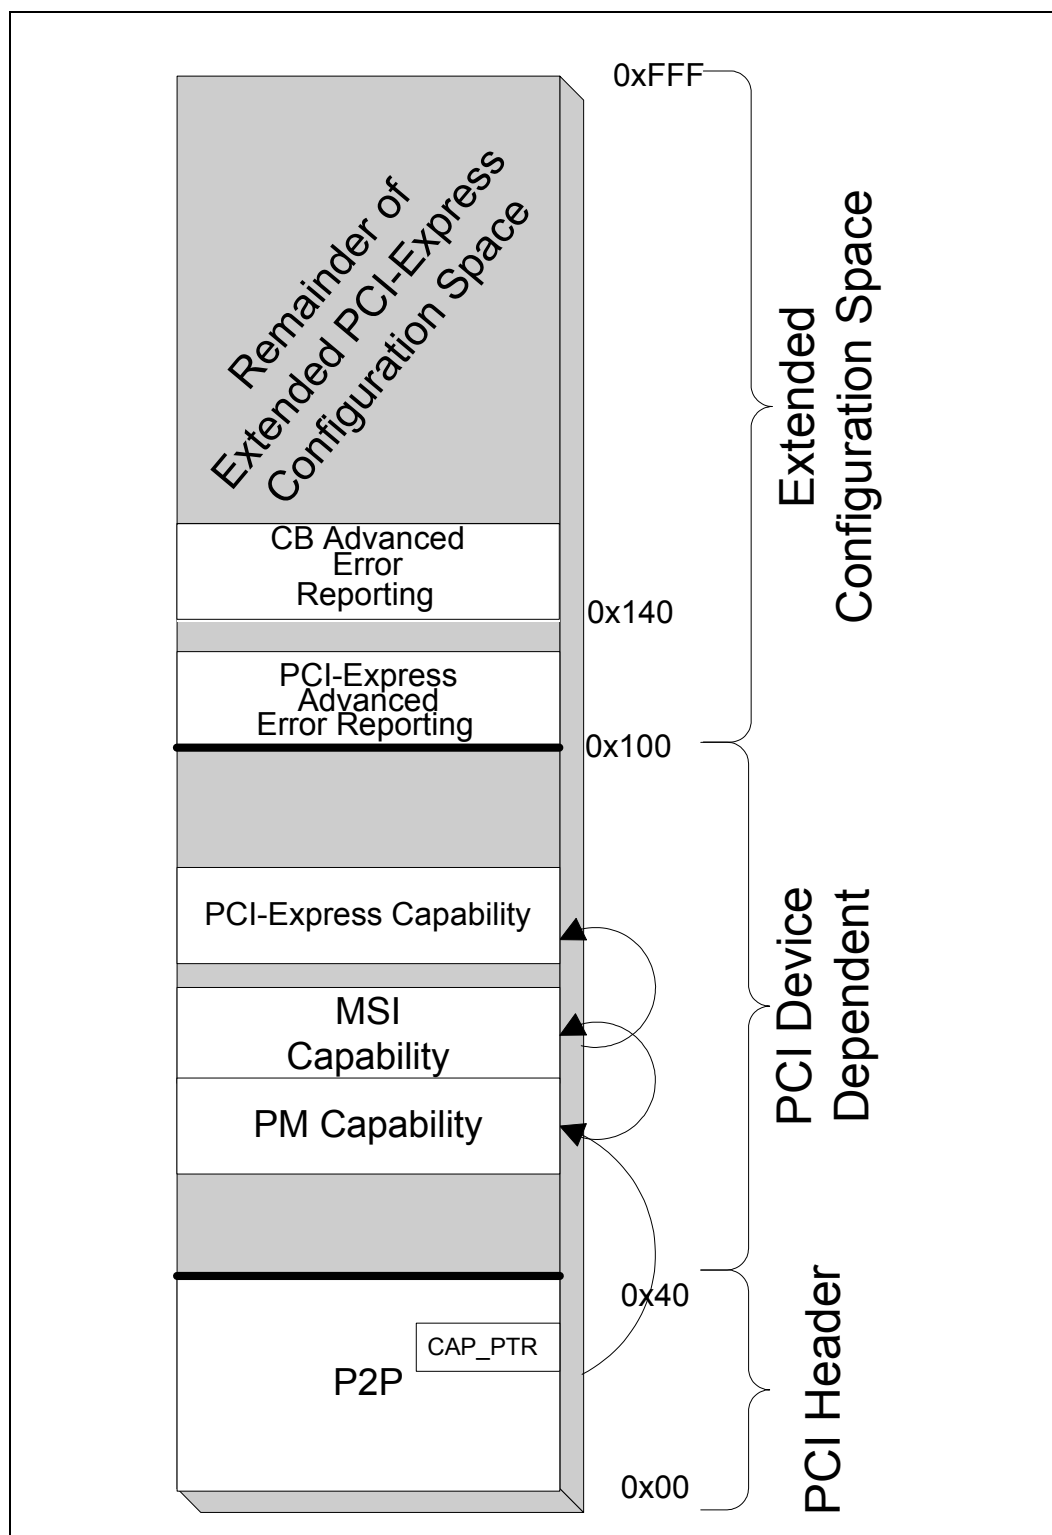 0xFFF
Remainder of
Extended PCI-Express
Configuration Space
Extended
Configuration Space
CB Advanced
Error
Reporting
0x140
PCI-Express
Advanced
Error Reporting
0x100
PCI-Express Capability
MSI
Capability
PM Capability
PCI Device
Dependent
0x40
CAP_PTR
P2P
PCI Header
0x00